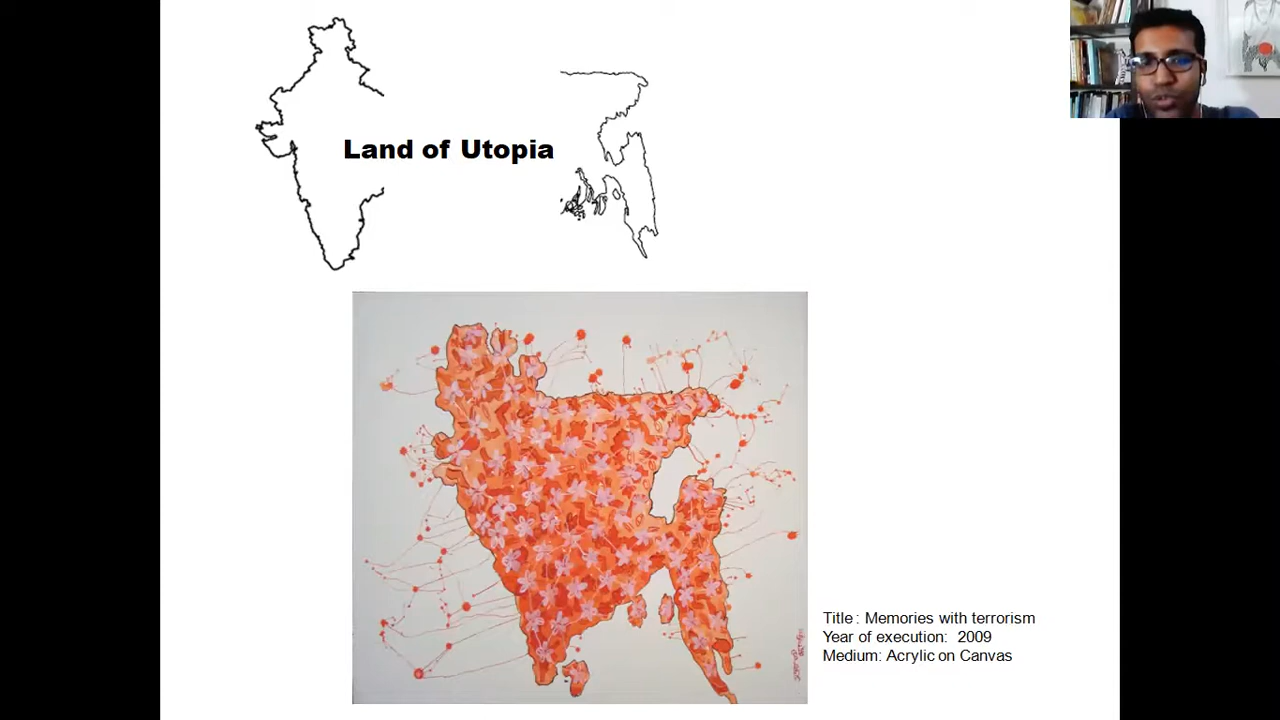 Land of Utopia
Title : Memories with terrorism
Year of execution:  2009
Medium: Acrylic on Canvas